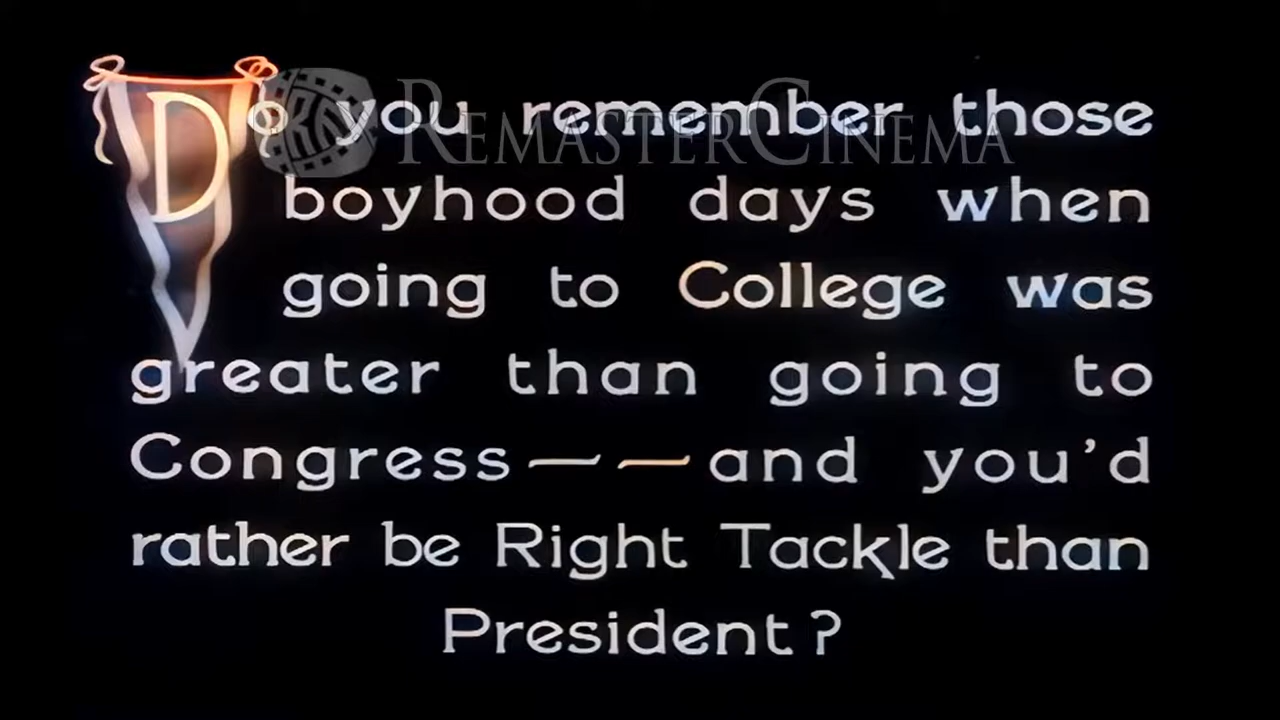 REMASTERCINEMA
Do you remember those
boyhood days when
going to College was
greater than going to
Congress——and you'd
rather be Right Tackle than
President?